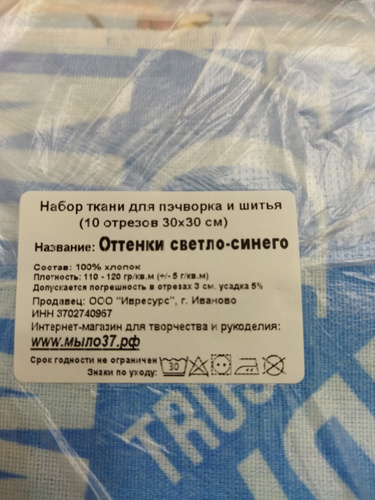 Набор ткани для пэчворка и шитья
(10 отрезов 30х30 см)
Название: Оттенки светло-синего
Состав: 100% хлопок
Плотность: 110 - 120 гр/кв.м (+/- 5 г/кв.м)
Допускается погрешность в отрезах 3 см, усадка 5%
Продавец: ООО "Ивресурс", г. Иваново
ИНН 3702740967
Интернет-магазин для творчества и рукоделия:
www.мыло37.рф
Срок годности не ограничен
Знаки по уходу: 30
TRUS